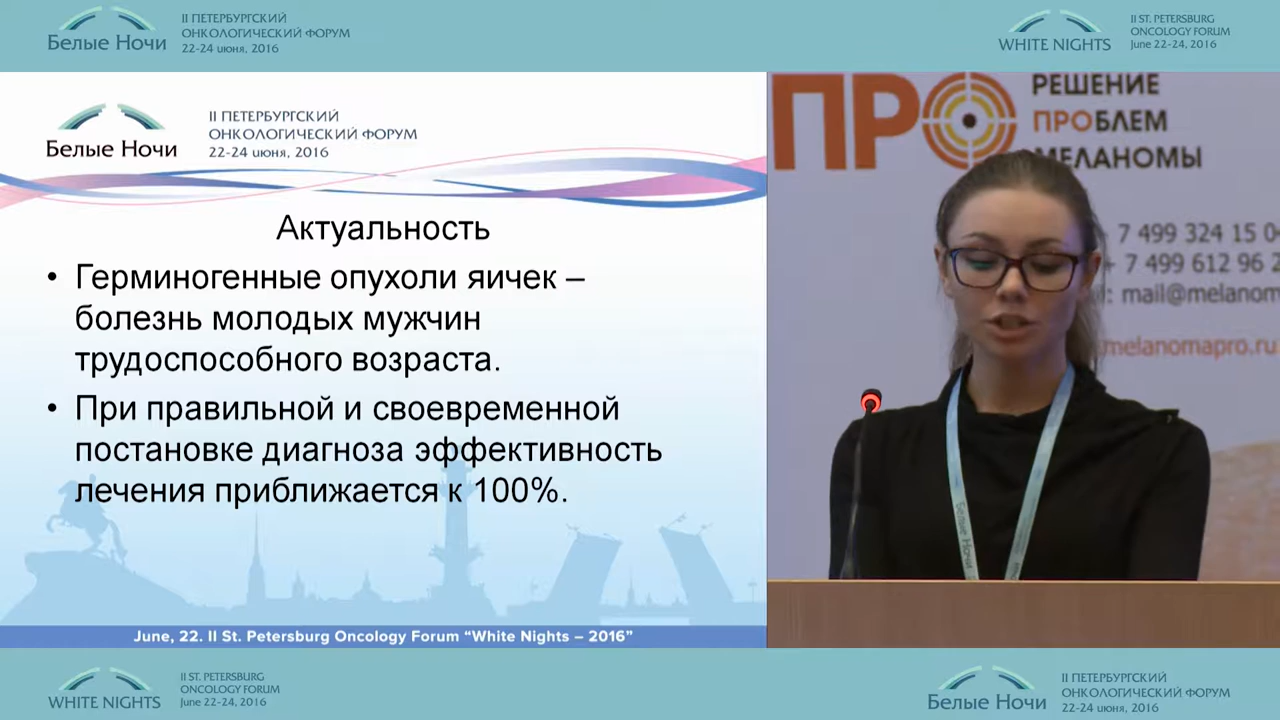 Белые Ночи
II ПЕТЕРБУРГСКИЙ
ОНКОЛОГИЧЕСКИЙ ФОРУМ
22-24 июня, 2016
WHITE NIGHTS
II ST. PETERSBURG
ONCOLOGY FORUM
June 22-24, 2016
Белые Ночи
II ПЕТЕРБУРГСКИЙ
ОНКОЛОГИЧЕСКИЙ ФОРУМ
22-24 июня, 2016
Актуальность
• Герминогенные опухоли яичек –
болезнь молодых мужчин
трудоспособного возраста.
• При правильной и своевременной
постановке диагноза эффективность
лечения приближается к 100%.
June, 22. II St. Petersburg Oncology Forum “White Nights – 2016”
ПРО
РЕШЕНИЕ
ПРОБЛЕМ
МЕЛАНОМЫ
7 499 324 15 0
+ 7 499 612 96 2
mail@melanom
melanomapro.ru
Белые Ночи
WHITE NIGHTS
II ST. PETERSBURG
ONCOLOGY FORUM
June 22-24, 2016
Белые Ночи
II ПЕТЕРБУРГСКИЙ
ОНКОЛОГИЧЕСКИЙ ФОРУМ
22-24 июня, 2016